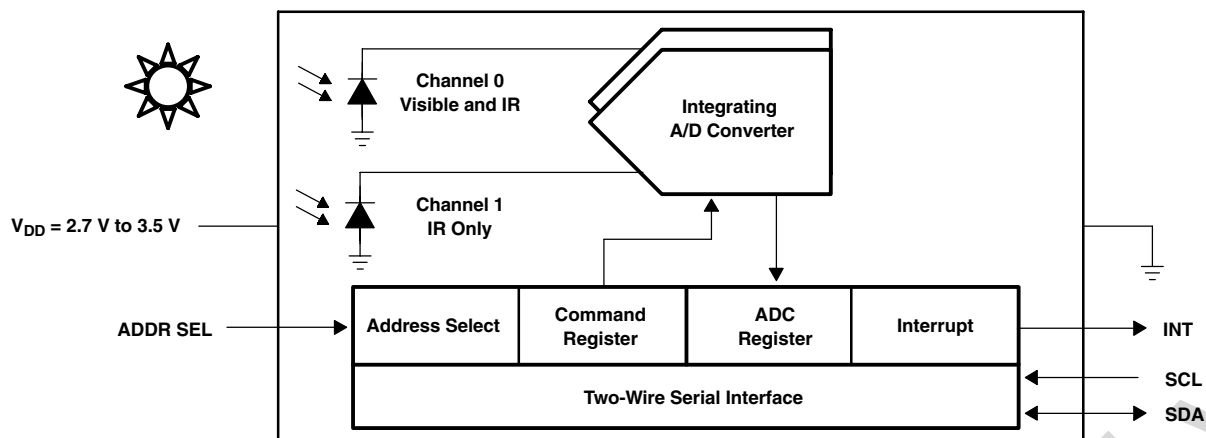 Channel 0
Visible and IR
Integrating
A/D Converter
Channel 1
IR Only
VDD = 2.7 V to 3.5 V
ADDR SEL
Address Select
Command
Register
ADC
Register
Interrupt
INT
Two-Wire Serial Interface
SCL
SDA